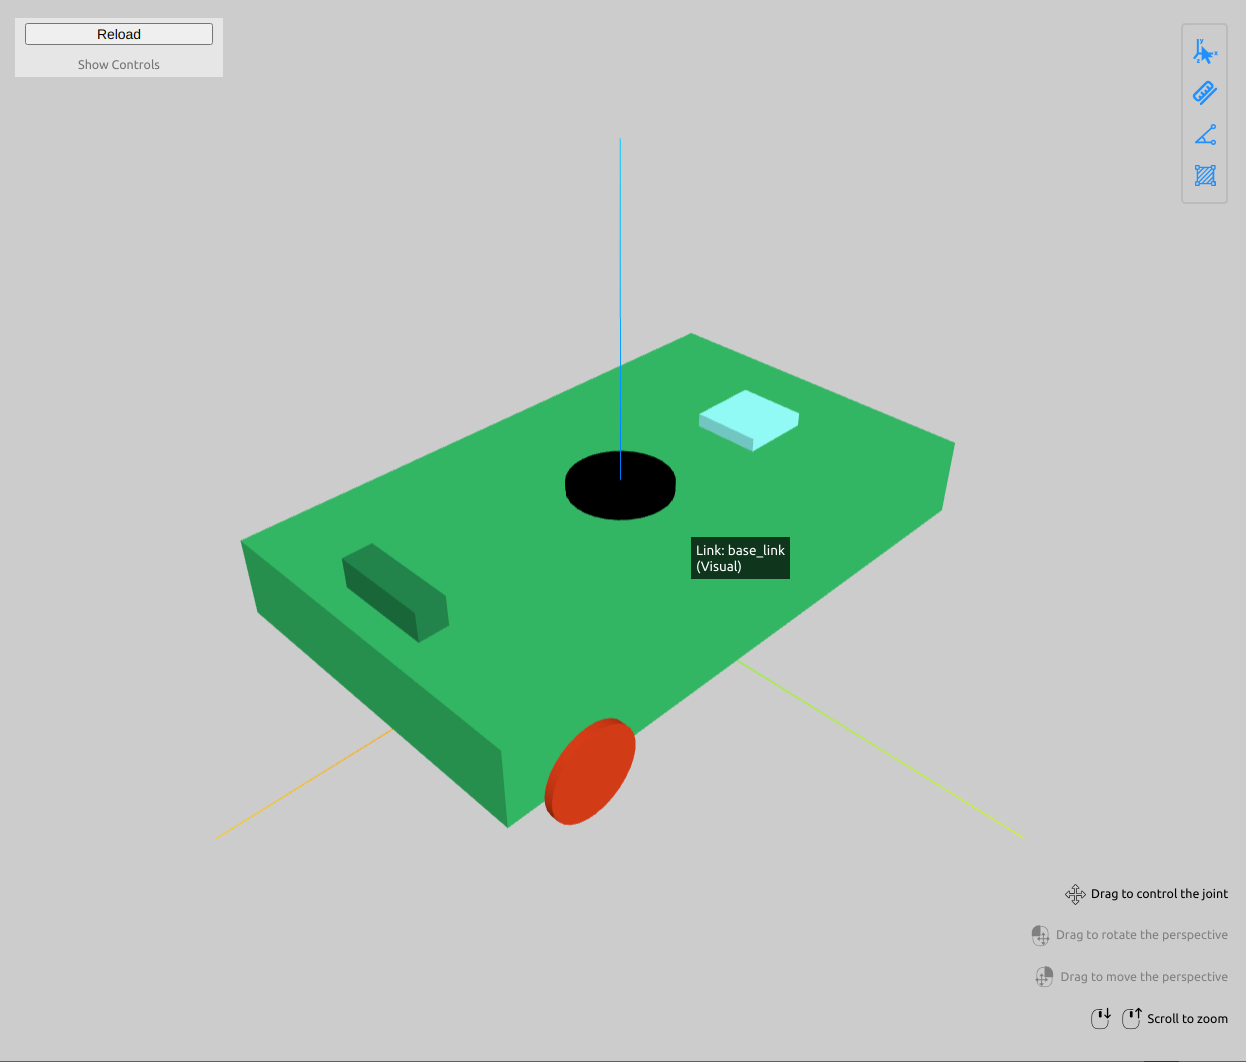 Reload
Show Controls
Link: base_link
(Visual)
Drag to control the joint
Drag to rotate the perspective
Drag to move the perspective
Scroll to zoom